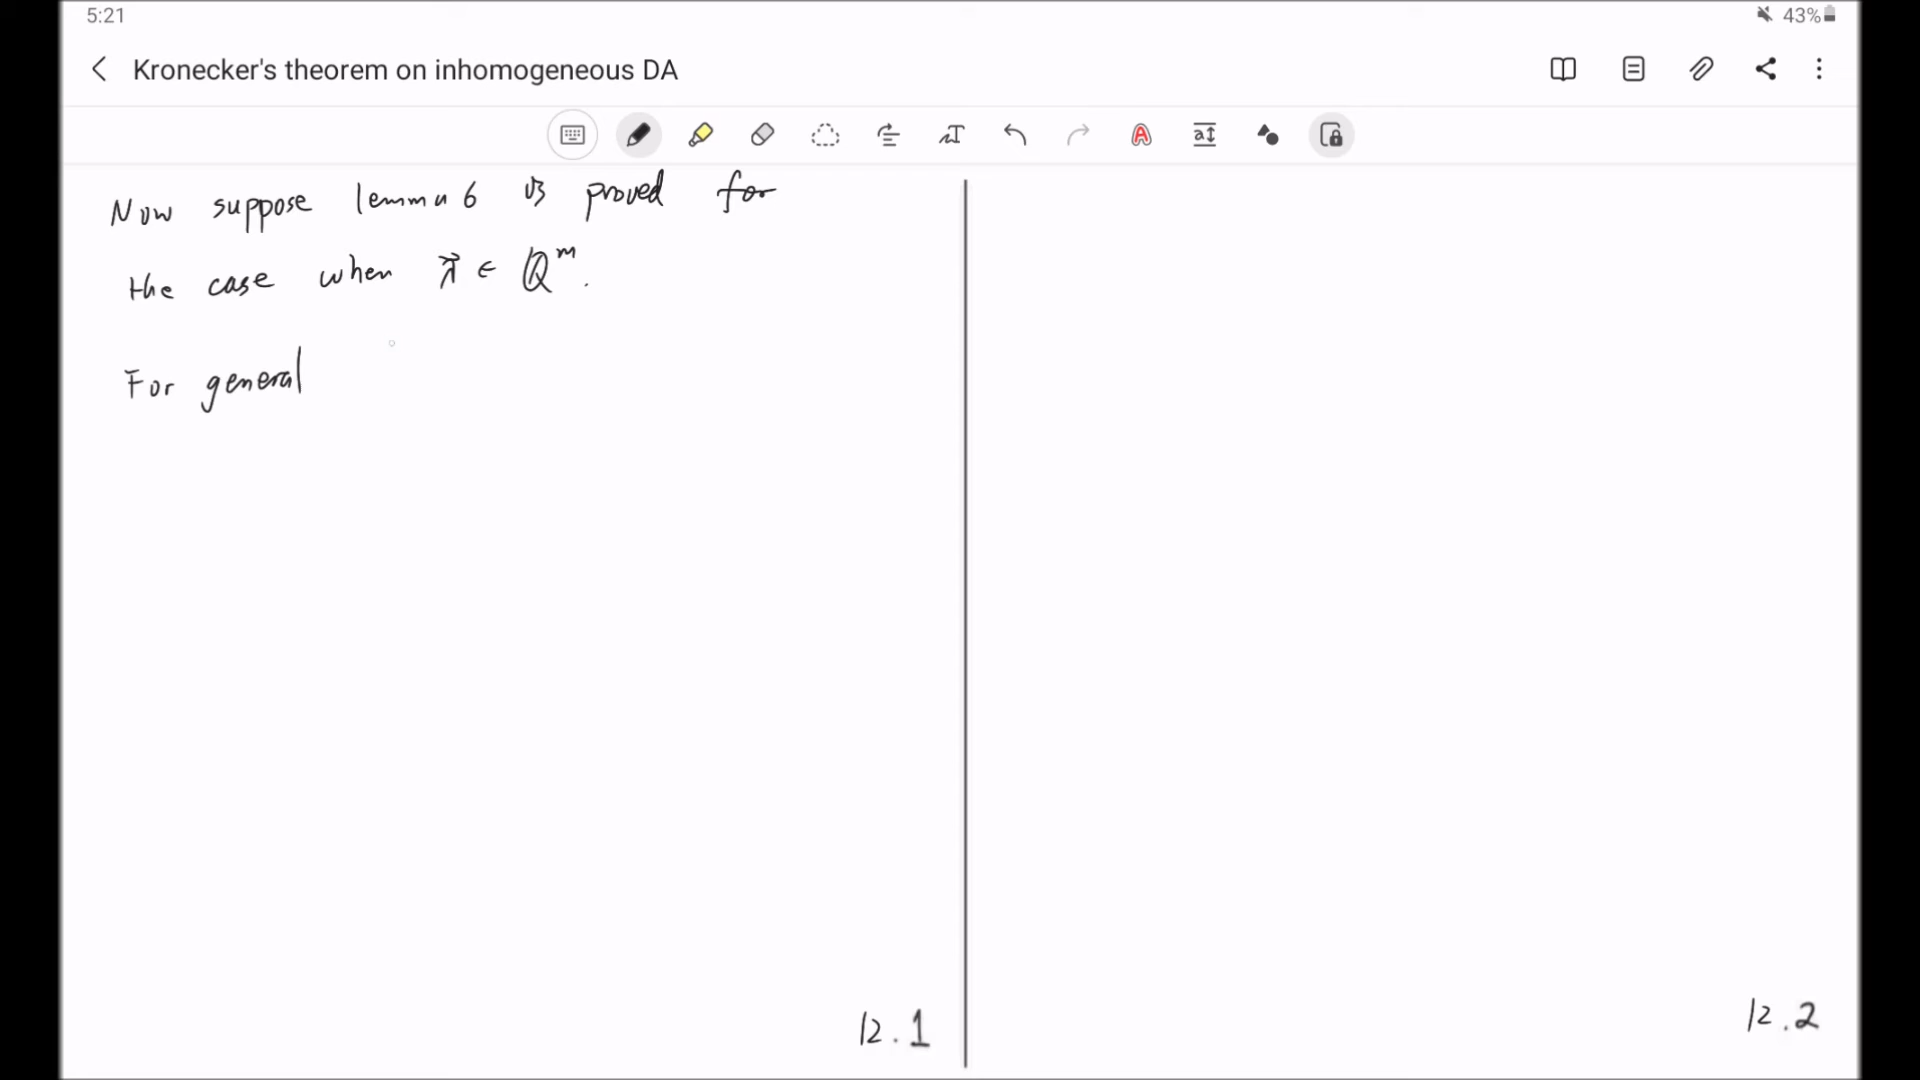 5:21
43%
Kronecker's theorem on inhomogeneous DA
Now suppose lemma 6 is proved for
the case when x⃗ ∈ ℚᵐ.
For general
12.1
12.2